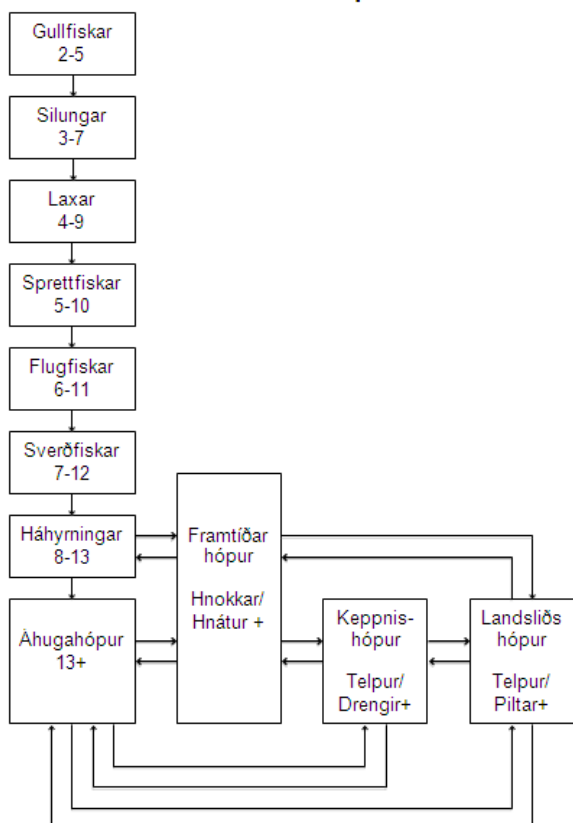 Gullfiskar
2-5
Silungar
3-7
Laxar
4-9
Sprettfiskar
5-10
Flugfiskar
6-11
Sverðfiskar
7-12
Háhyrningar
8-13
Áhugahópur
13+
Framtíðar
hópur
Hnokkar/
Hnátur +
Keppnis-
hópur
Telpur/
Drengir+
Landsliðs
hópur
Telpur/
Piltar+